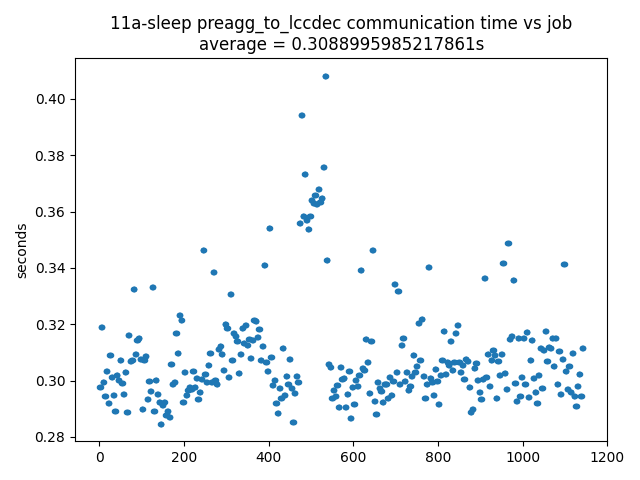 11a-sleep preagg_to_lccdec communication time vs job
average = 0.3088995985217861s
seconds
0.40
0.38
0.36
0.34
0.32
0.30
0.28
0 200 400 600 800 1000 1200